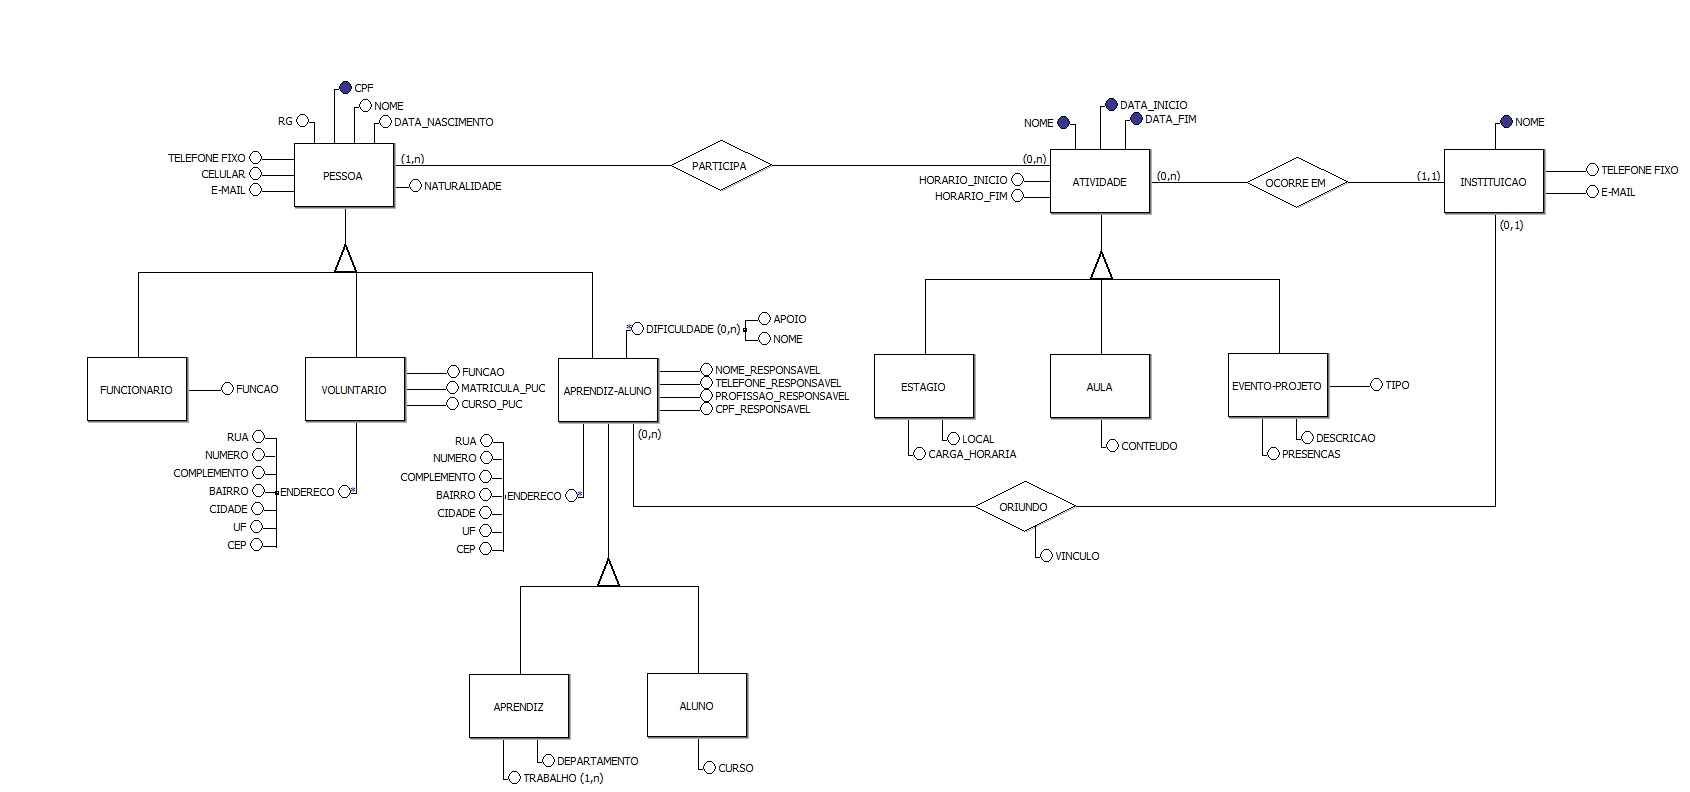 CPF
NOME
RG
DATA_NASCIMENTO
TELEFONE FIXO
CELULAR
E-MAIL
PESSOA
NATURALIDADE
(1,n)
PARTICIPA
(0,n)
DATA_INICIO
NOME
DATA_FIM
HORARIO_INICIO
HORARIO_FIM
ATIVIDADE
(0,n)
OCORRE EM
(1,1)
NOME
INSTITUICAO
TELEFONE FIXO
E-MAIL
(0,1)
FUNCIONARIO
FUNCAO
VOLUNTARIO
FUNCAO
MATRICULA_PUC
CURSO_PUC
RUA
NUMERO
COMPLEMENTO
BAIRRO
CIDADE
UF
CEP
ENDERECO *
* DIFICULDADE (0,n)
APOIO
NOME
APRENDIZ-ALUNO
NOME_RESPONSAVEL
TELEFONE_RESPONSAVEL
PROFISSAO_RESPONSAVEL
CPF_RESPONSAVEL
(0,n)
RUA
NUMERO
COMPLEMENTO
BAIRRO
CIDADE
UF
CEP
ENDERECO *
ESTAGIO
LOCAL
CARGA_HORARIA
AULA
CONTEUDO
EVENTO-PROJETO
TIPO
DESCRICAO
PRESENCAS
ORIUNDO
VINCULO
APRENDIZ
DEPARTAMENTO
TRABALHO (1,n)
ALUNO
CURSO